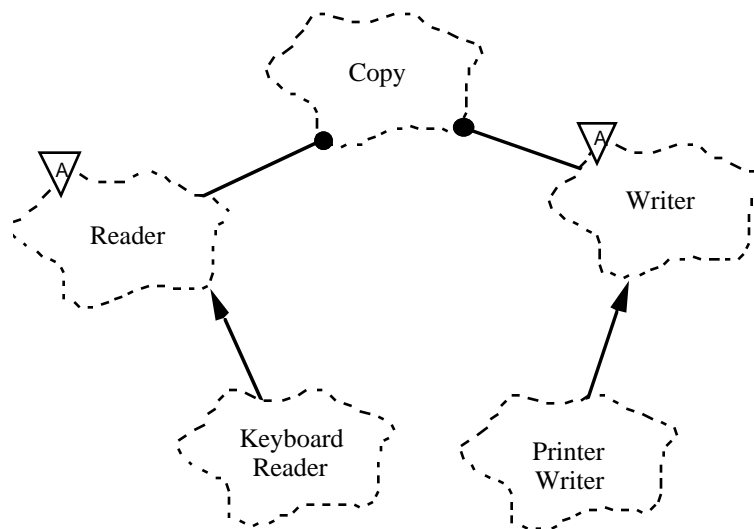 Copy
A
A
Reader
Writer
Keyboard
Reader
Printer
Writer